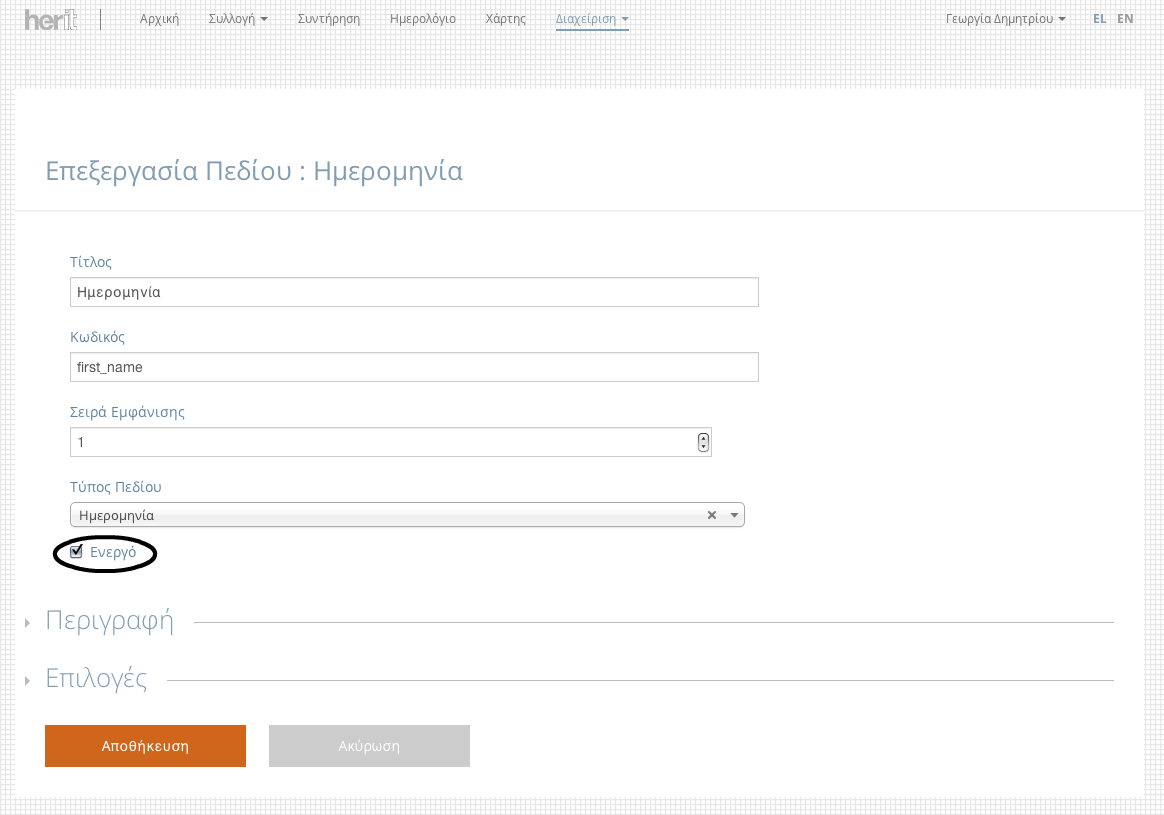 herit Αρχική Συλλογή Συντήρηση Ημερολόγιο Χάρτης Διαχείριση Γεωργία Δημητρίου EL EN
Επεξεργασία Πεδίου : Ημερομηνία
Τίτλος
Ημερομηνία
Κωδικός
first_name
Σειρά Εμφάνισης
1
Τύπος Πεδίου
Ημερομηνία
Ενεργό
Περιγραφή
Επιλογές
Αποθήκευση Ακύρωση